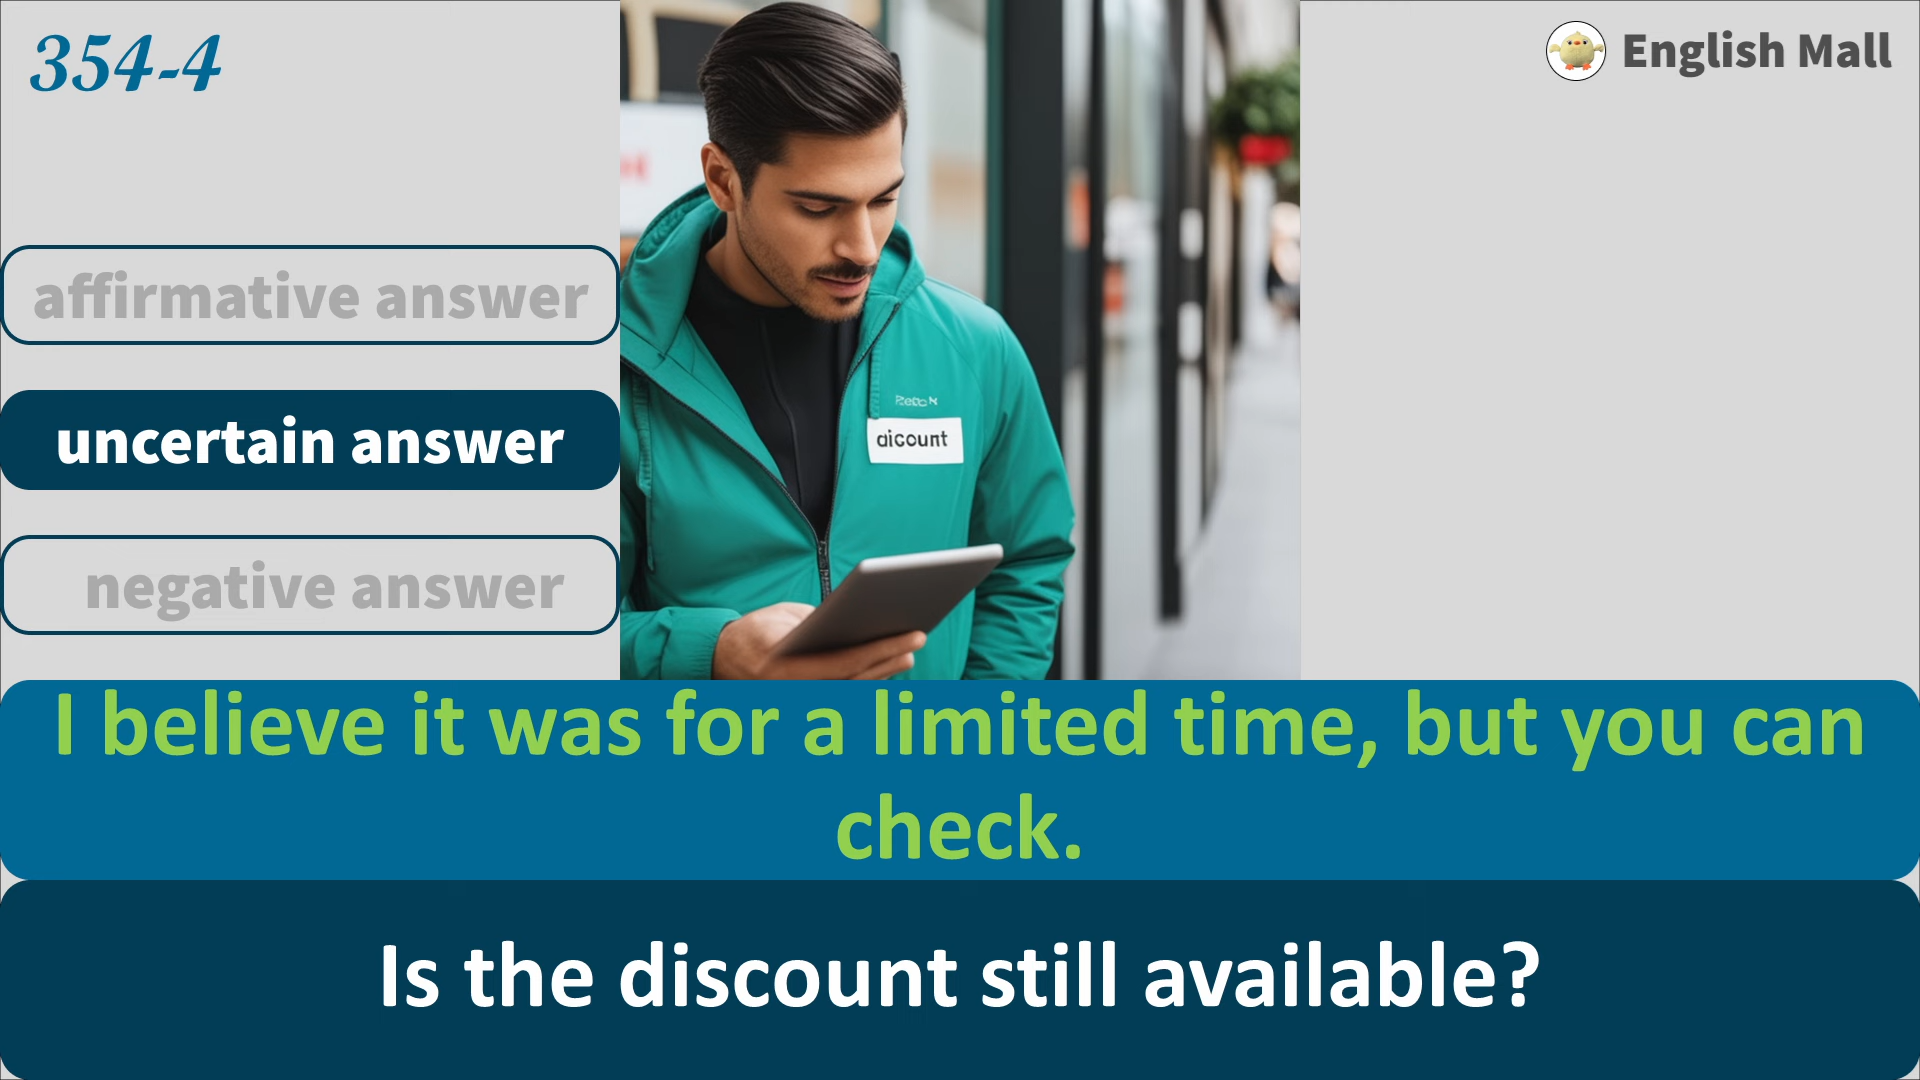 354-4
English Mall
affirmative answer
uncertain answer
negative answer
aicount
I believe it was for a limited time, but you can
check.
Is the discount still available?